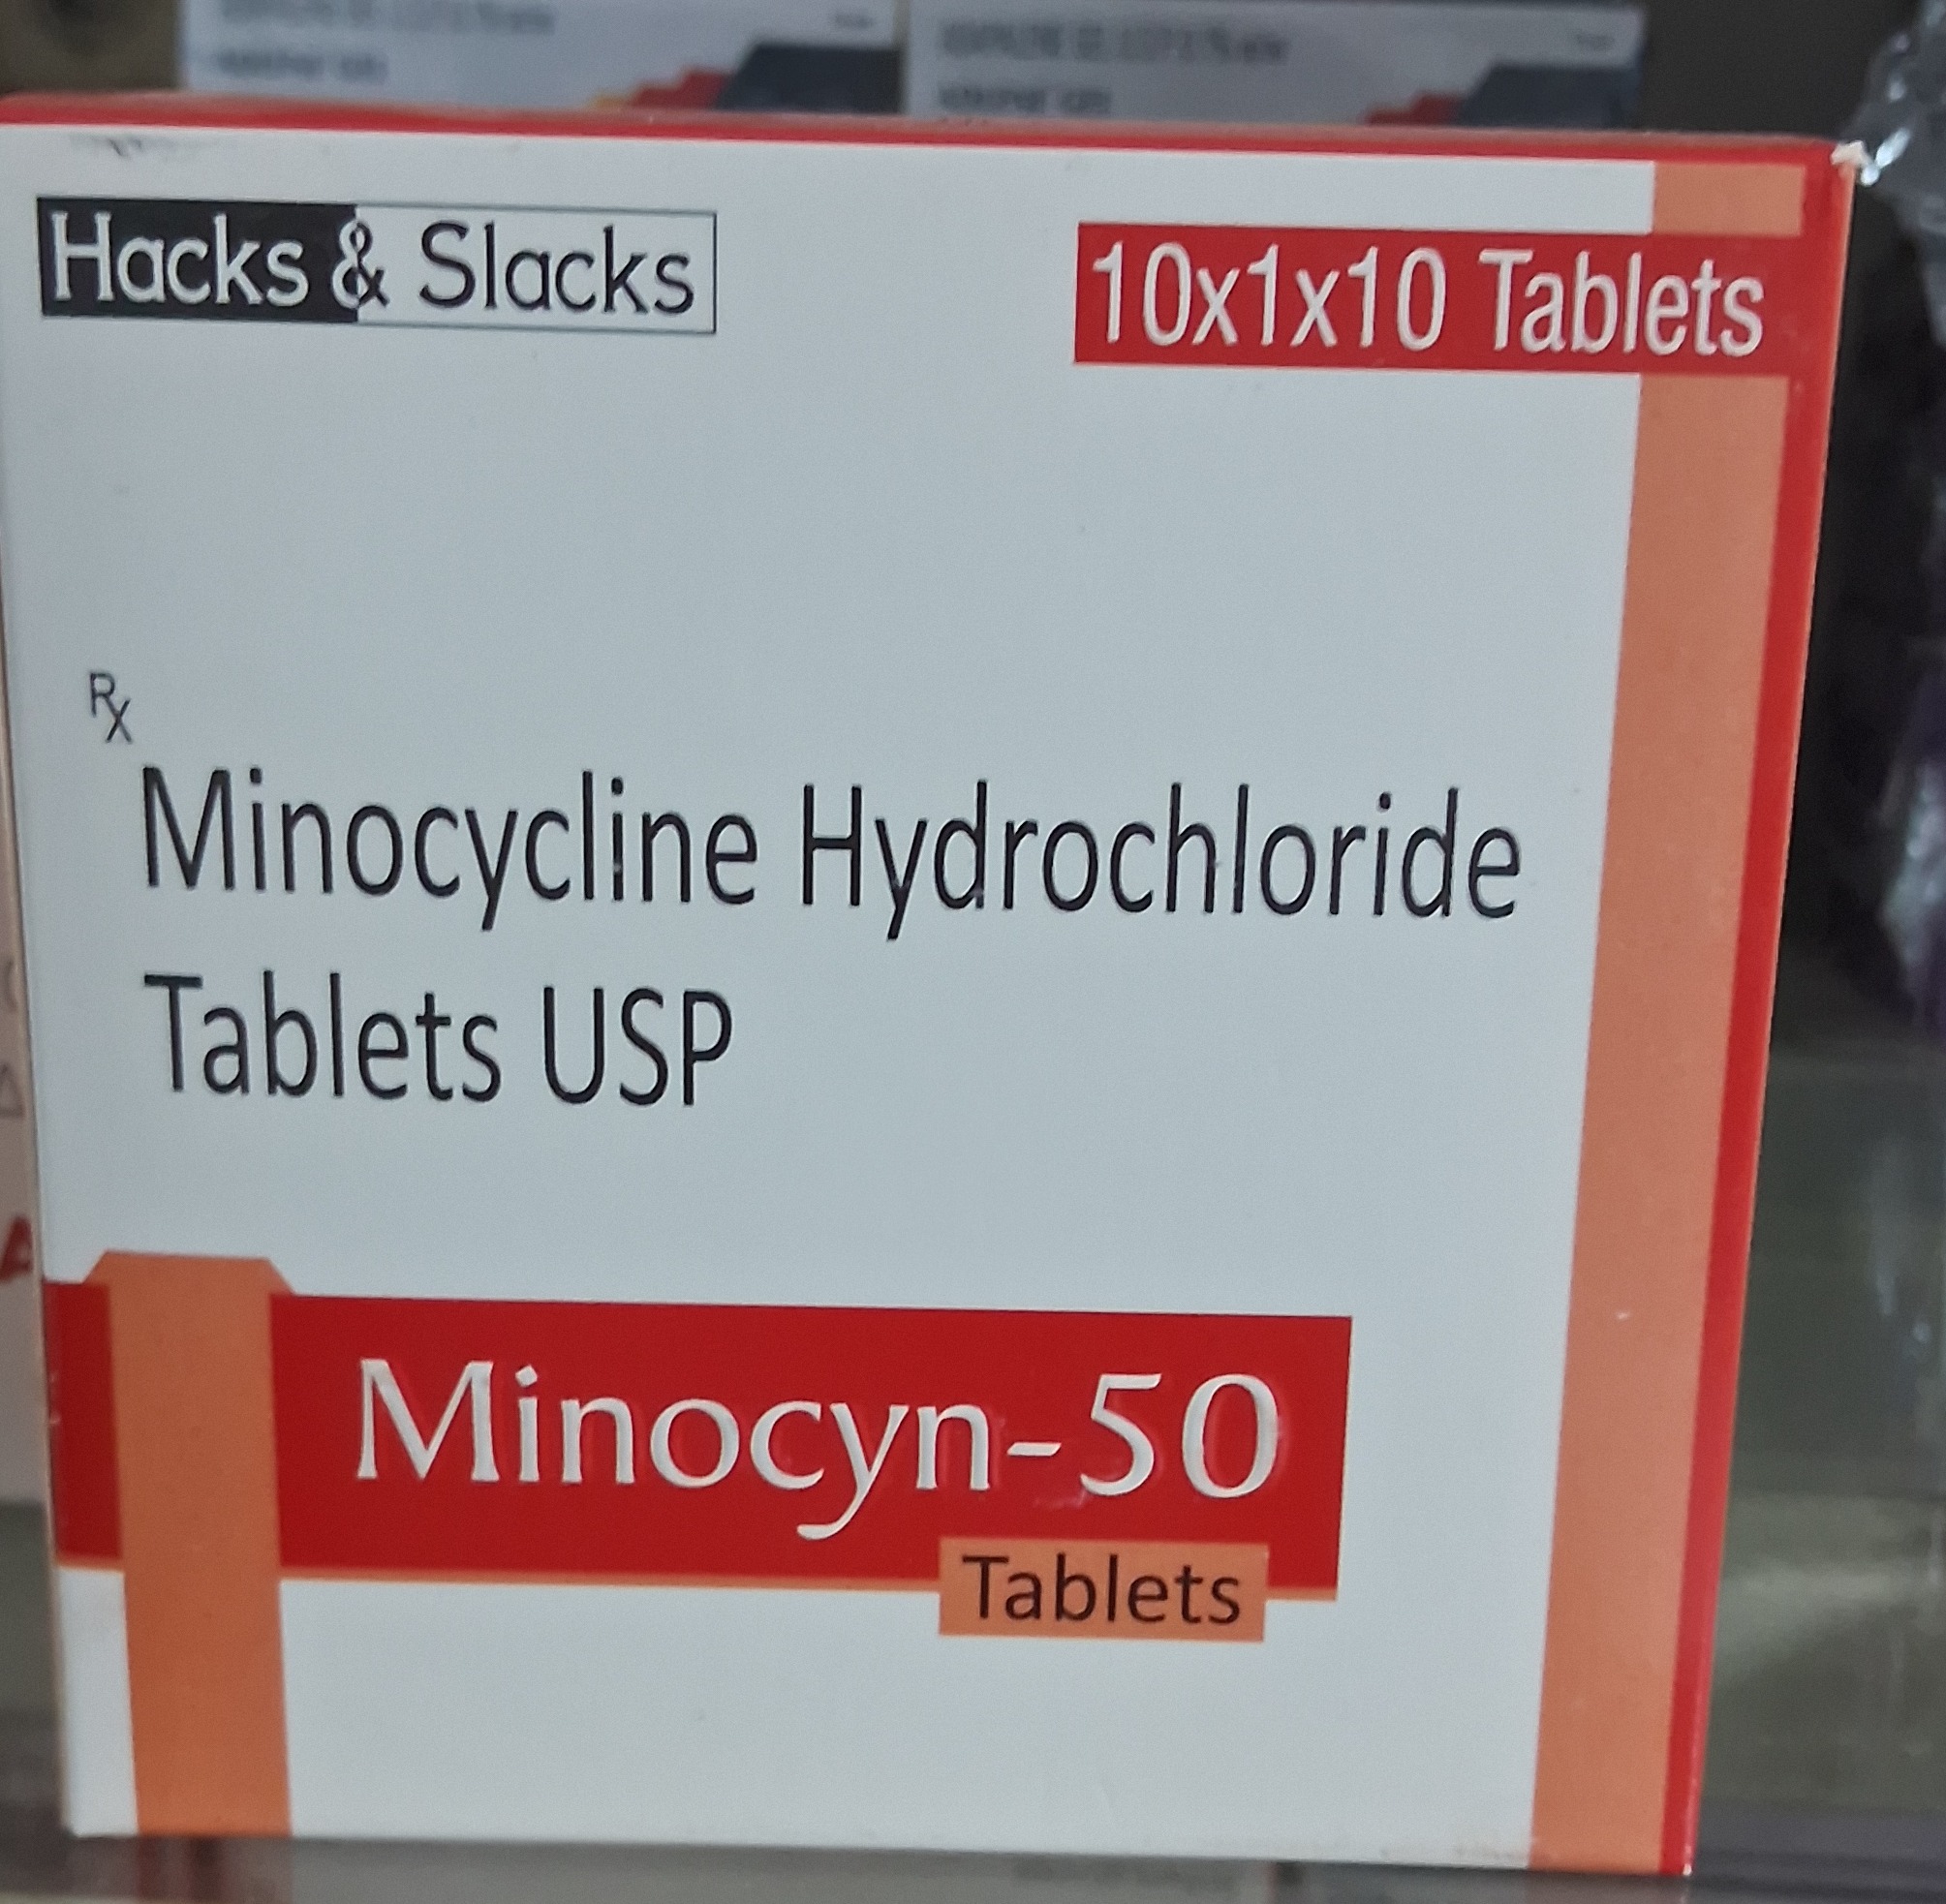 Hacks & Slacks
10x1x10 Tablets
Rx
Minocycline Hydrochloride
Tablets USP
Minocyn-50
Tablets